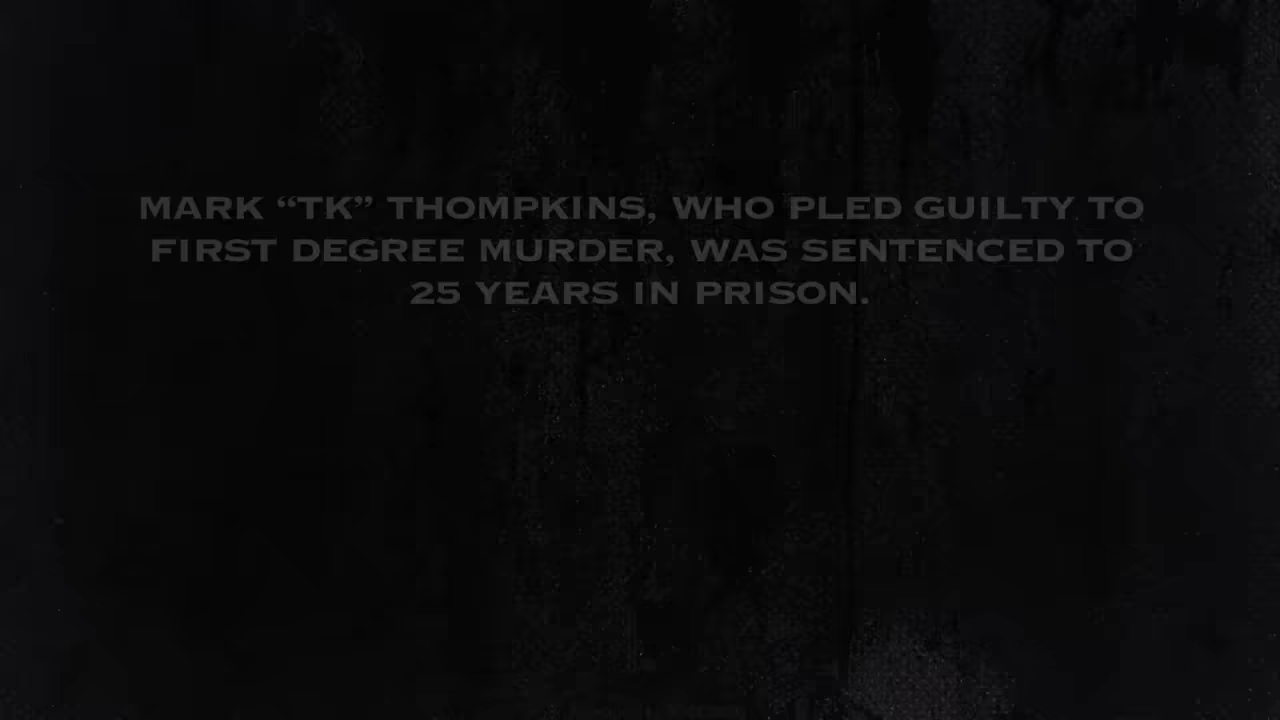 MARK “TK” THOMPKINS, WHO PLED GUILTY TO
FIRST DEGREE MURDER, WAS SENTENCED TO
25 YEARS IN PRISON.